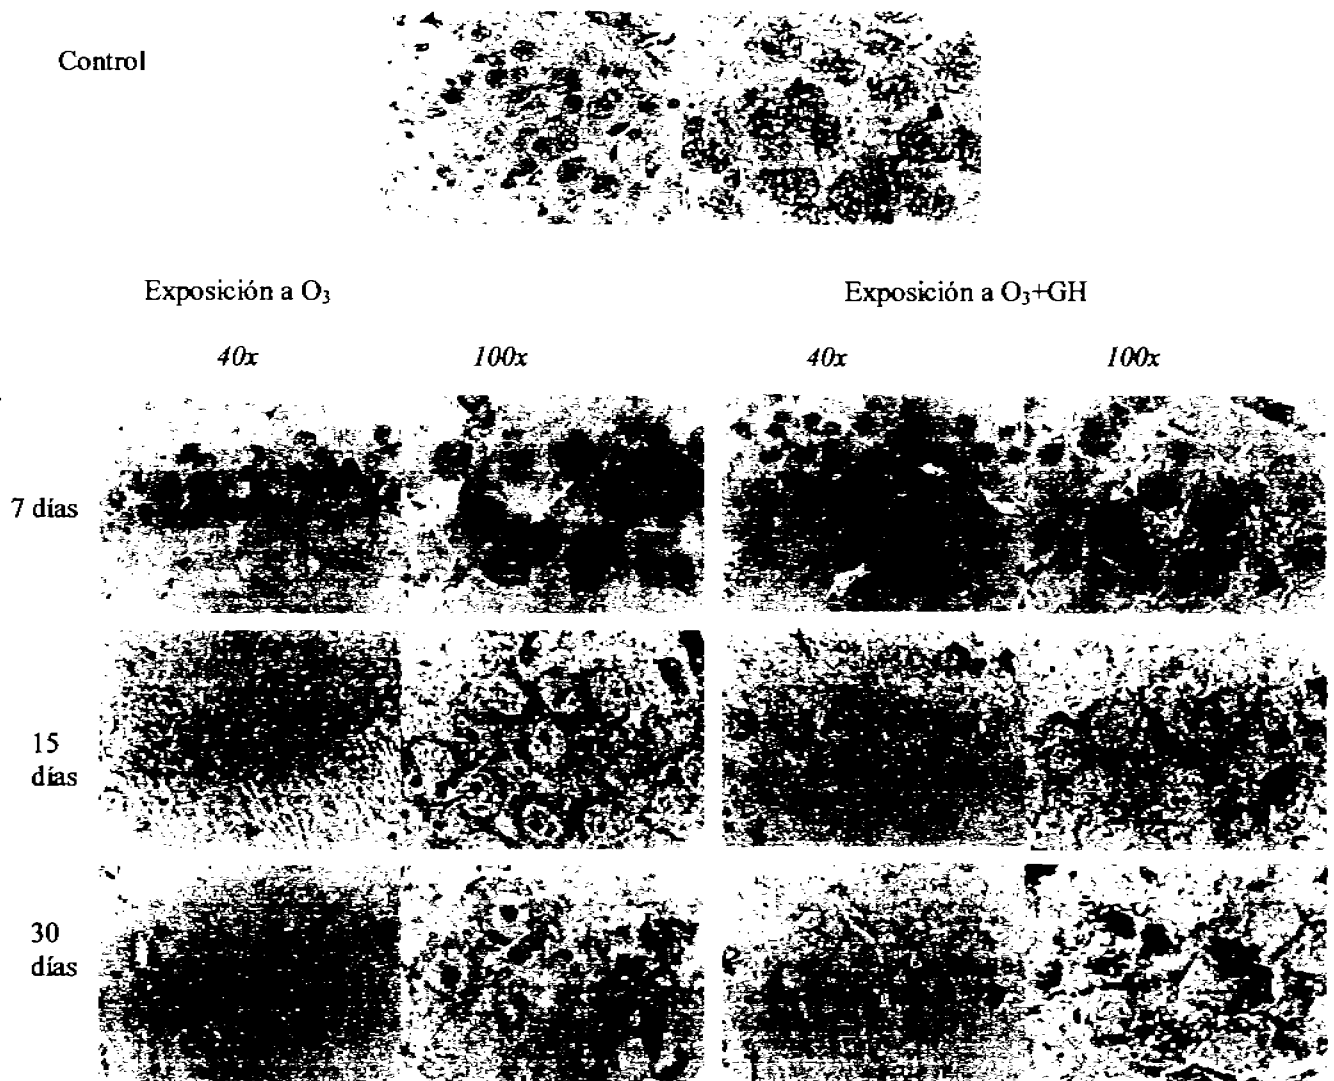 Control
Exposición a O₃
Exposición a O₃+GH
40x
100x
40x
100x
7 días
15
días
30
días